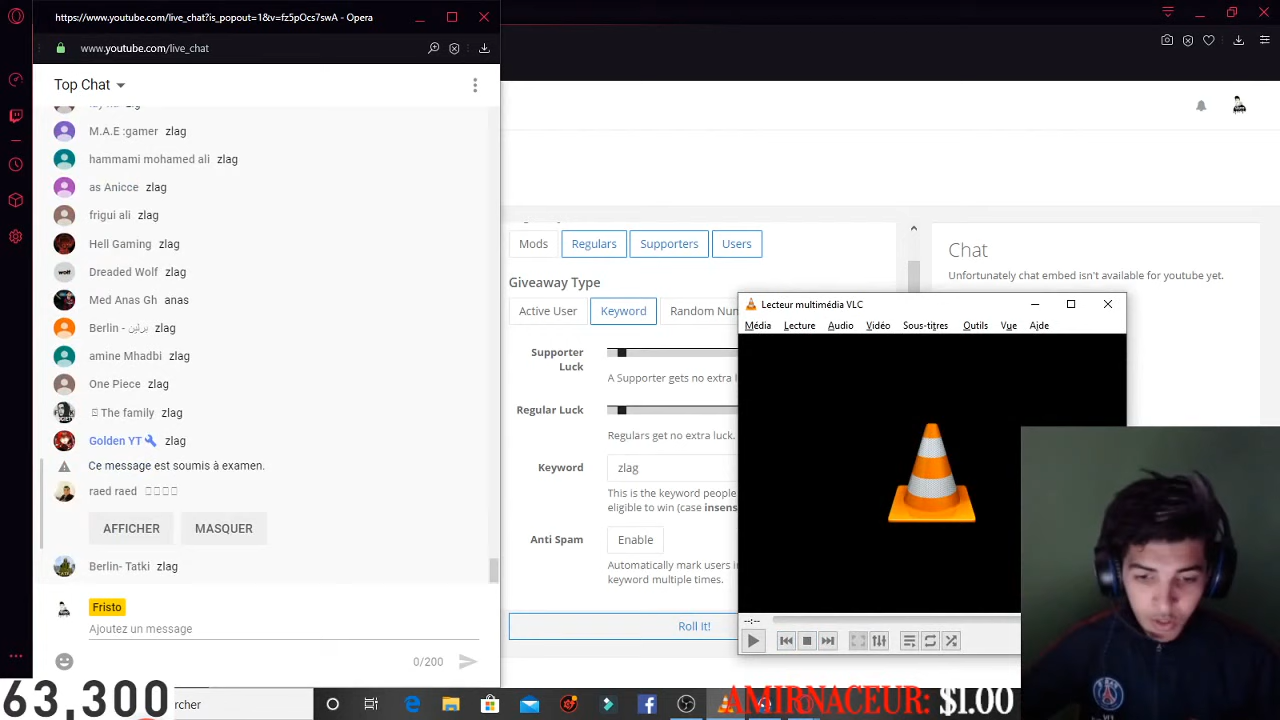 https://www.youtube.com/live_chat?is_popout=1&v=fz5pOcs7swA - Opera
www.youtube.com/live_chat
Top Chat
zlg
M.A.E :gamer zlag
hammami mohamed ali zlag
as Anicce zlag
frigui ali zlag
Hell Gaming zlag
Dreaded Wolf zlag
Med Anas Gh anas
Berlin - برلين zlag
amine Mhadbi zlag
One Piece zlag
The family zlag
Golden YT zlag
Ce message est soumis à examen.
raed raed
AFFICHER MASQUER
Berlin- Tatki zlag
Fristo
Ajoutez un message
0/200
Mods Regulars Supporters Users
Giveaway Type
Active User Keyword Random Num
Supporter Luck
A Supporter gets no extra l
Regular Luck
Regulars get no extra luck.
Keyword zlag
This is the keyword people
eligible to win (case insens
Anti Spam Enable
Automatically mark users i
keyword multiple times.
Roll It!
Chat
Unfortunately chat embed isn't available for youtube yet.
Lecteur multimédia VLC
Média Lecture Audio Vidéo Sous-titres Outils Vue Aide
--:--
63,300
rcher
AMIRNACEUR: $1.00